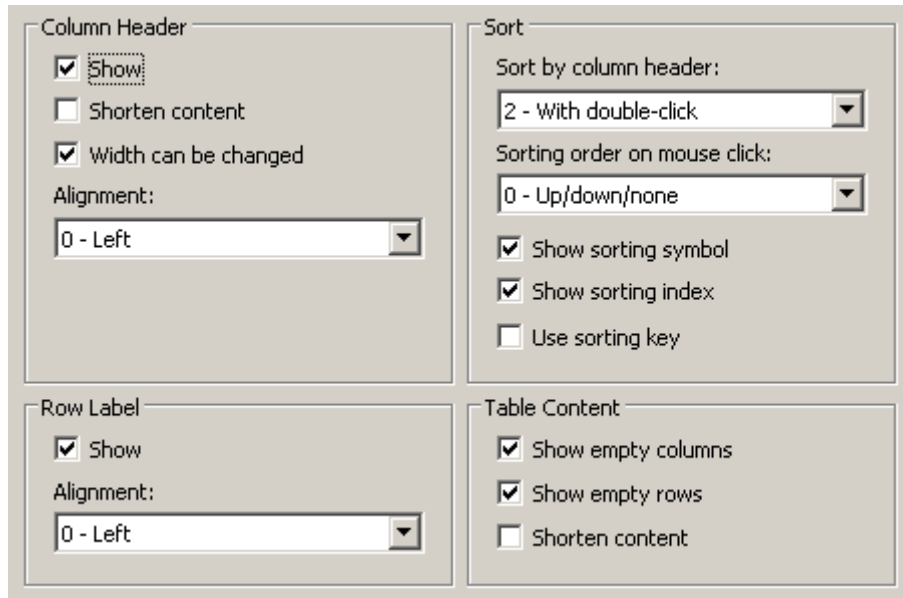 Column Header
Show
Shorten content
Width can be changed
Alignment:
0 - Left
Sort
Sort by column header:
2 - With double-click
Sorting order on mouse click:
0 - Up/down/none
Show sorting symbol
Show sorting index
Use sorting key
Row Label
Show
Alignment:
0 - Left
Table Content
Show empty columns
Show empty rows
Shorten content